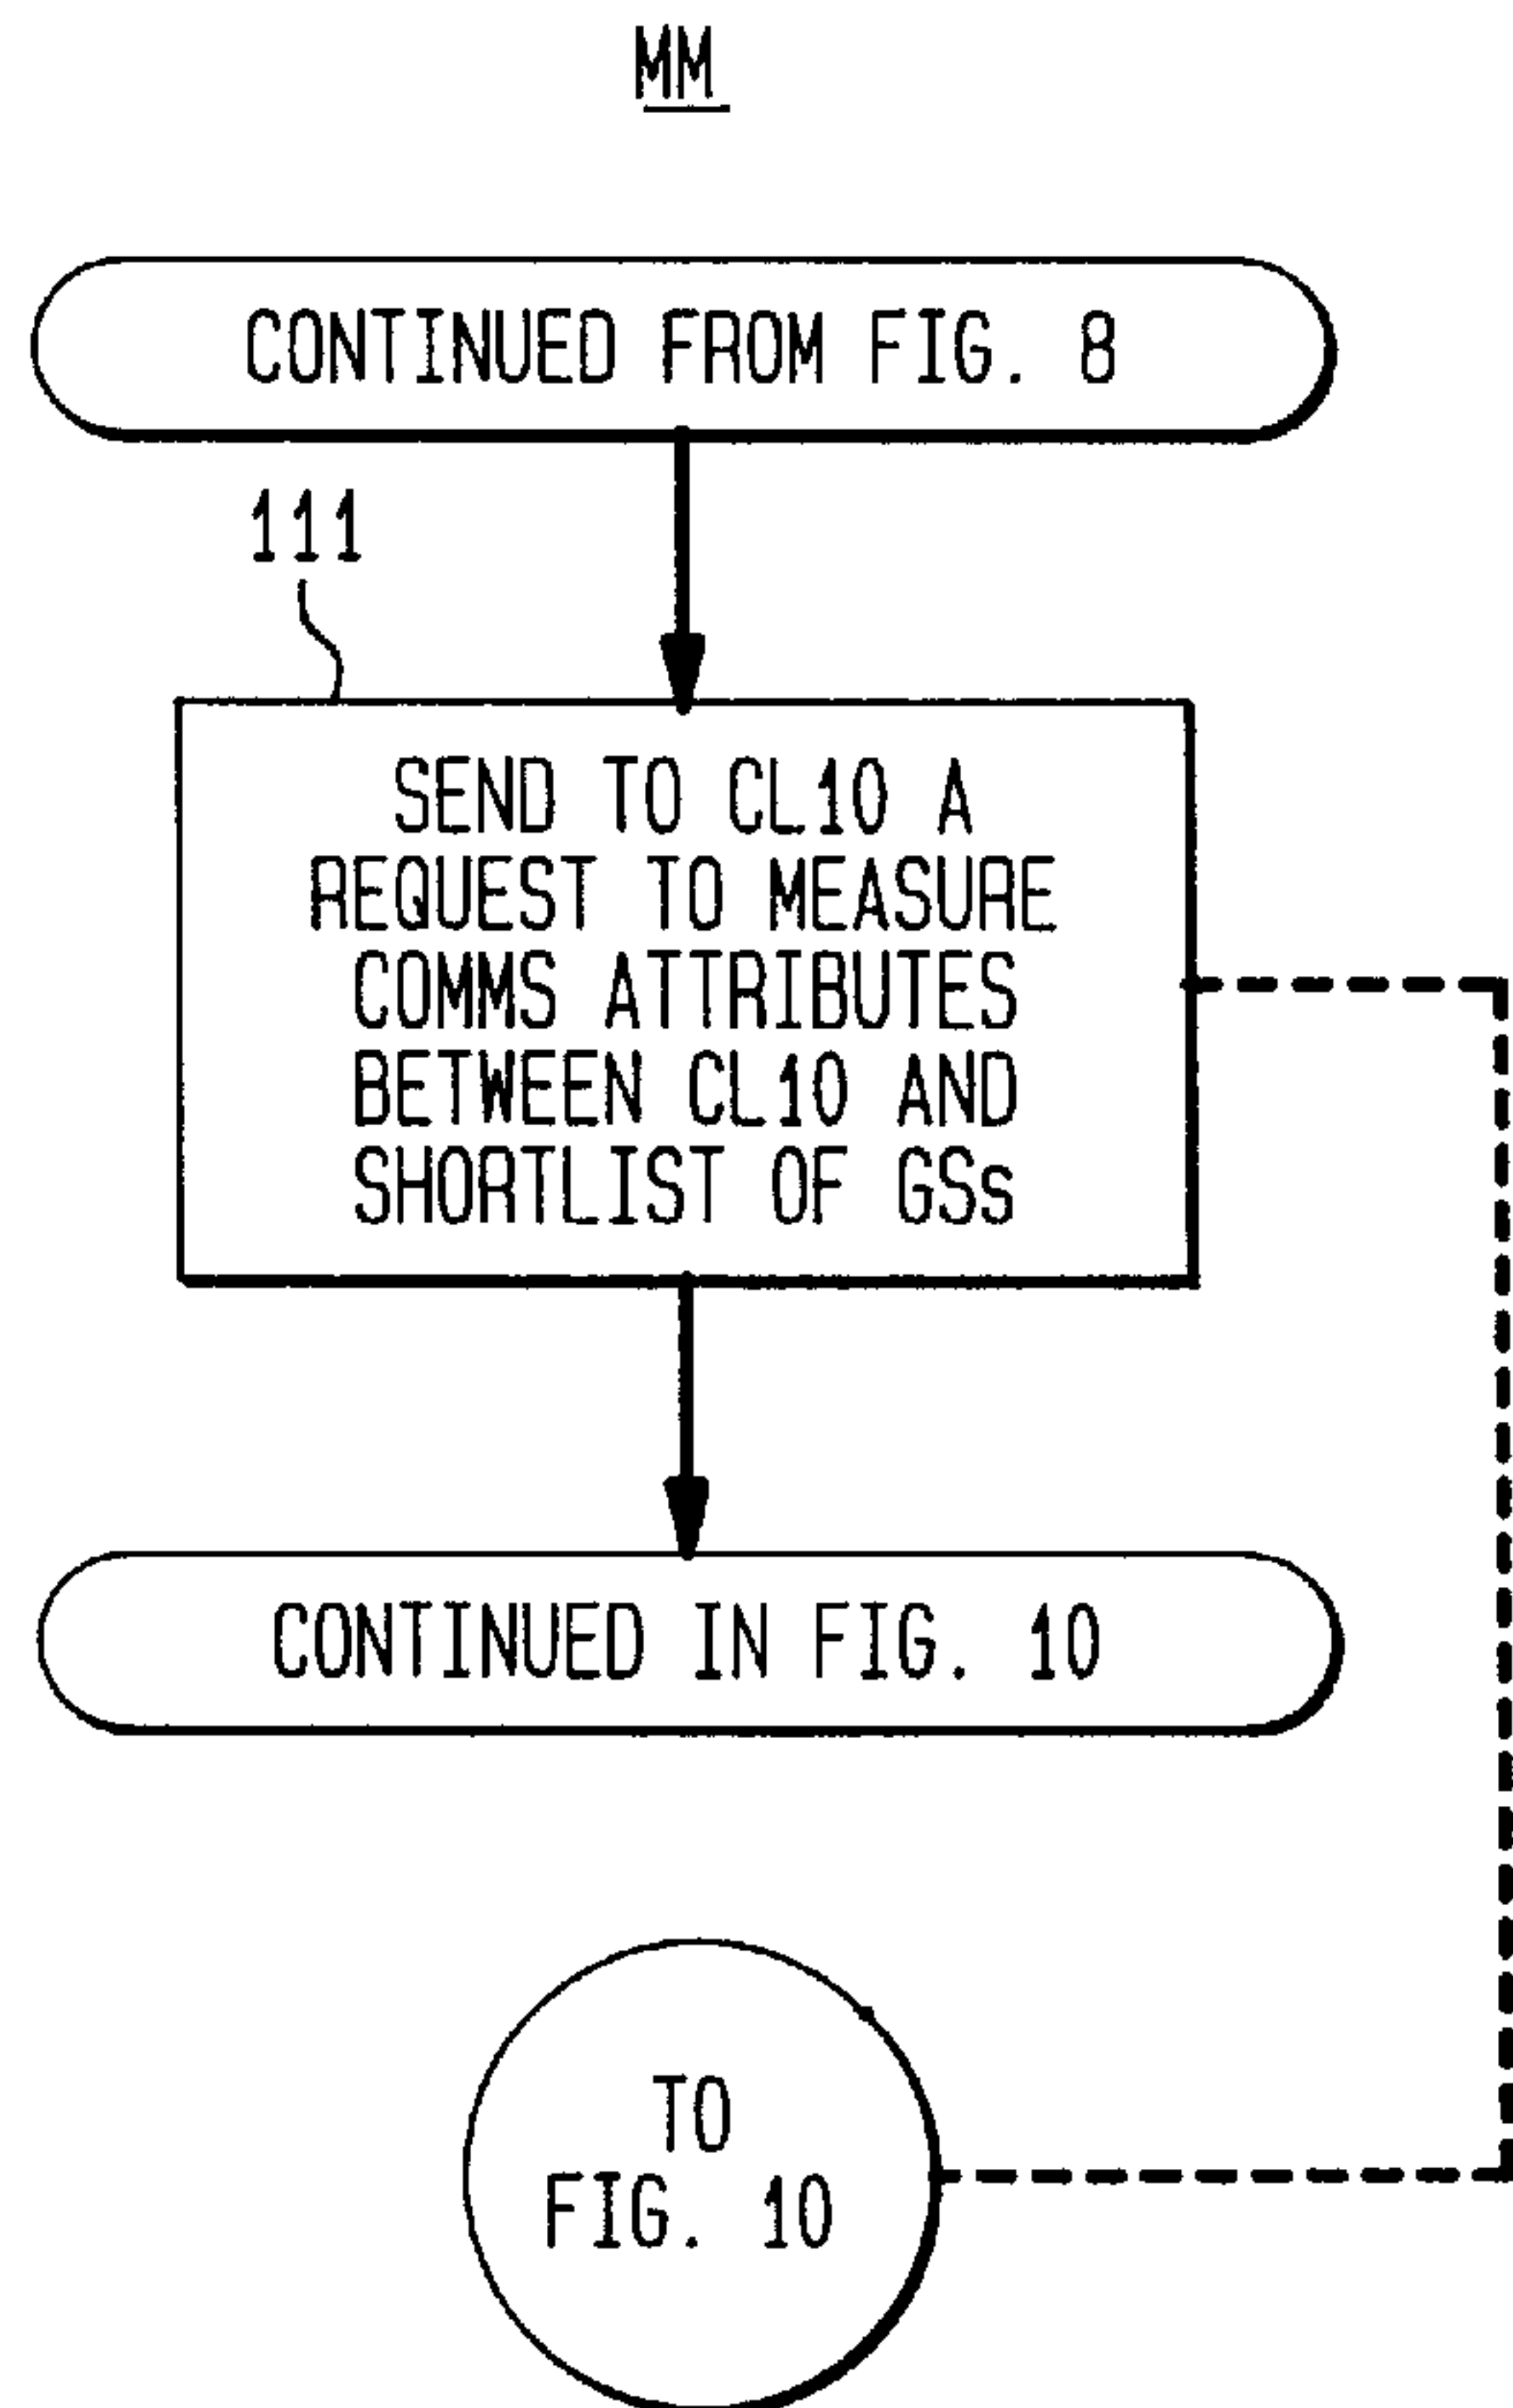 MM
CONTINUED FROM FIG. 8
111
SEND TO CL10 A
REQUEST TO MEASURE
COMMS ATTRIBUTES
BETWEEN CL10 AND
SHORTLIST OF GSs
CONTINUED IN FIG. 10
TO
FIG. 10